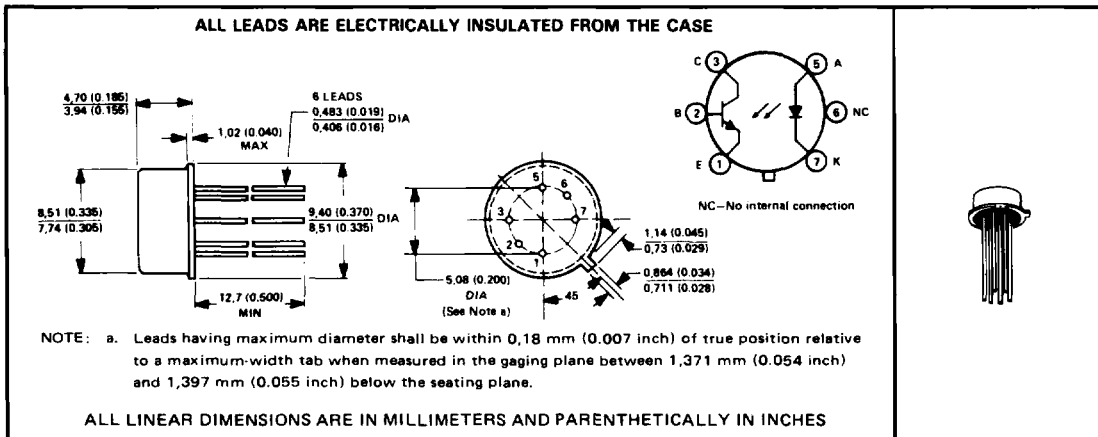 ALL LEADS ARE ELECTRICALLY INSULATED FROM THE CASE
C 3
5 A
B 2
6 NC
E 1
7 K
NC—No internal connection
4,70 (0.185)
3,94 (0.155)
1,02 (0.040)
MAX
6 LEADS
0,483 (0.019)
0,406 (0.016)
DIA
8,51 (0.335)
7,74 (0.305)
9,40 (0.370)
8,51 (0.335)
DIA
12,7 (0.500)
MIN
5
6
3
7
2
1
5,08 (0.200)
DIA
(See Note a)
45
1,14 (0.045)
0,73 (0.029)
0,864 (0.034)
0,711 (0.028)
NOTE: a. Leads having maximum diameter shall be within 0,18 mm (0.007 inch) of true position relative
to a maximum-width tab when measured in the gaging plane between 1,371 mm (0.054 inch)
and 1,397 mm (0.055 inch) below the seating plane.
ALL LINEAR DIMENSIONS ARE IN MILLIMETERS AND PARENTHETICALLY IN INCHES